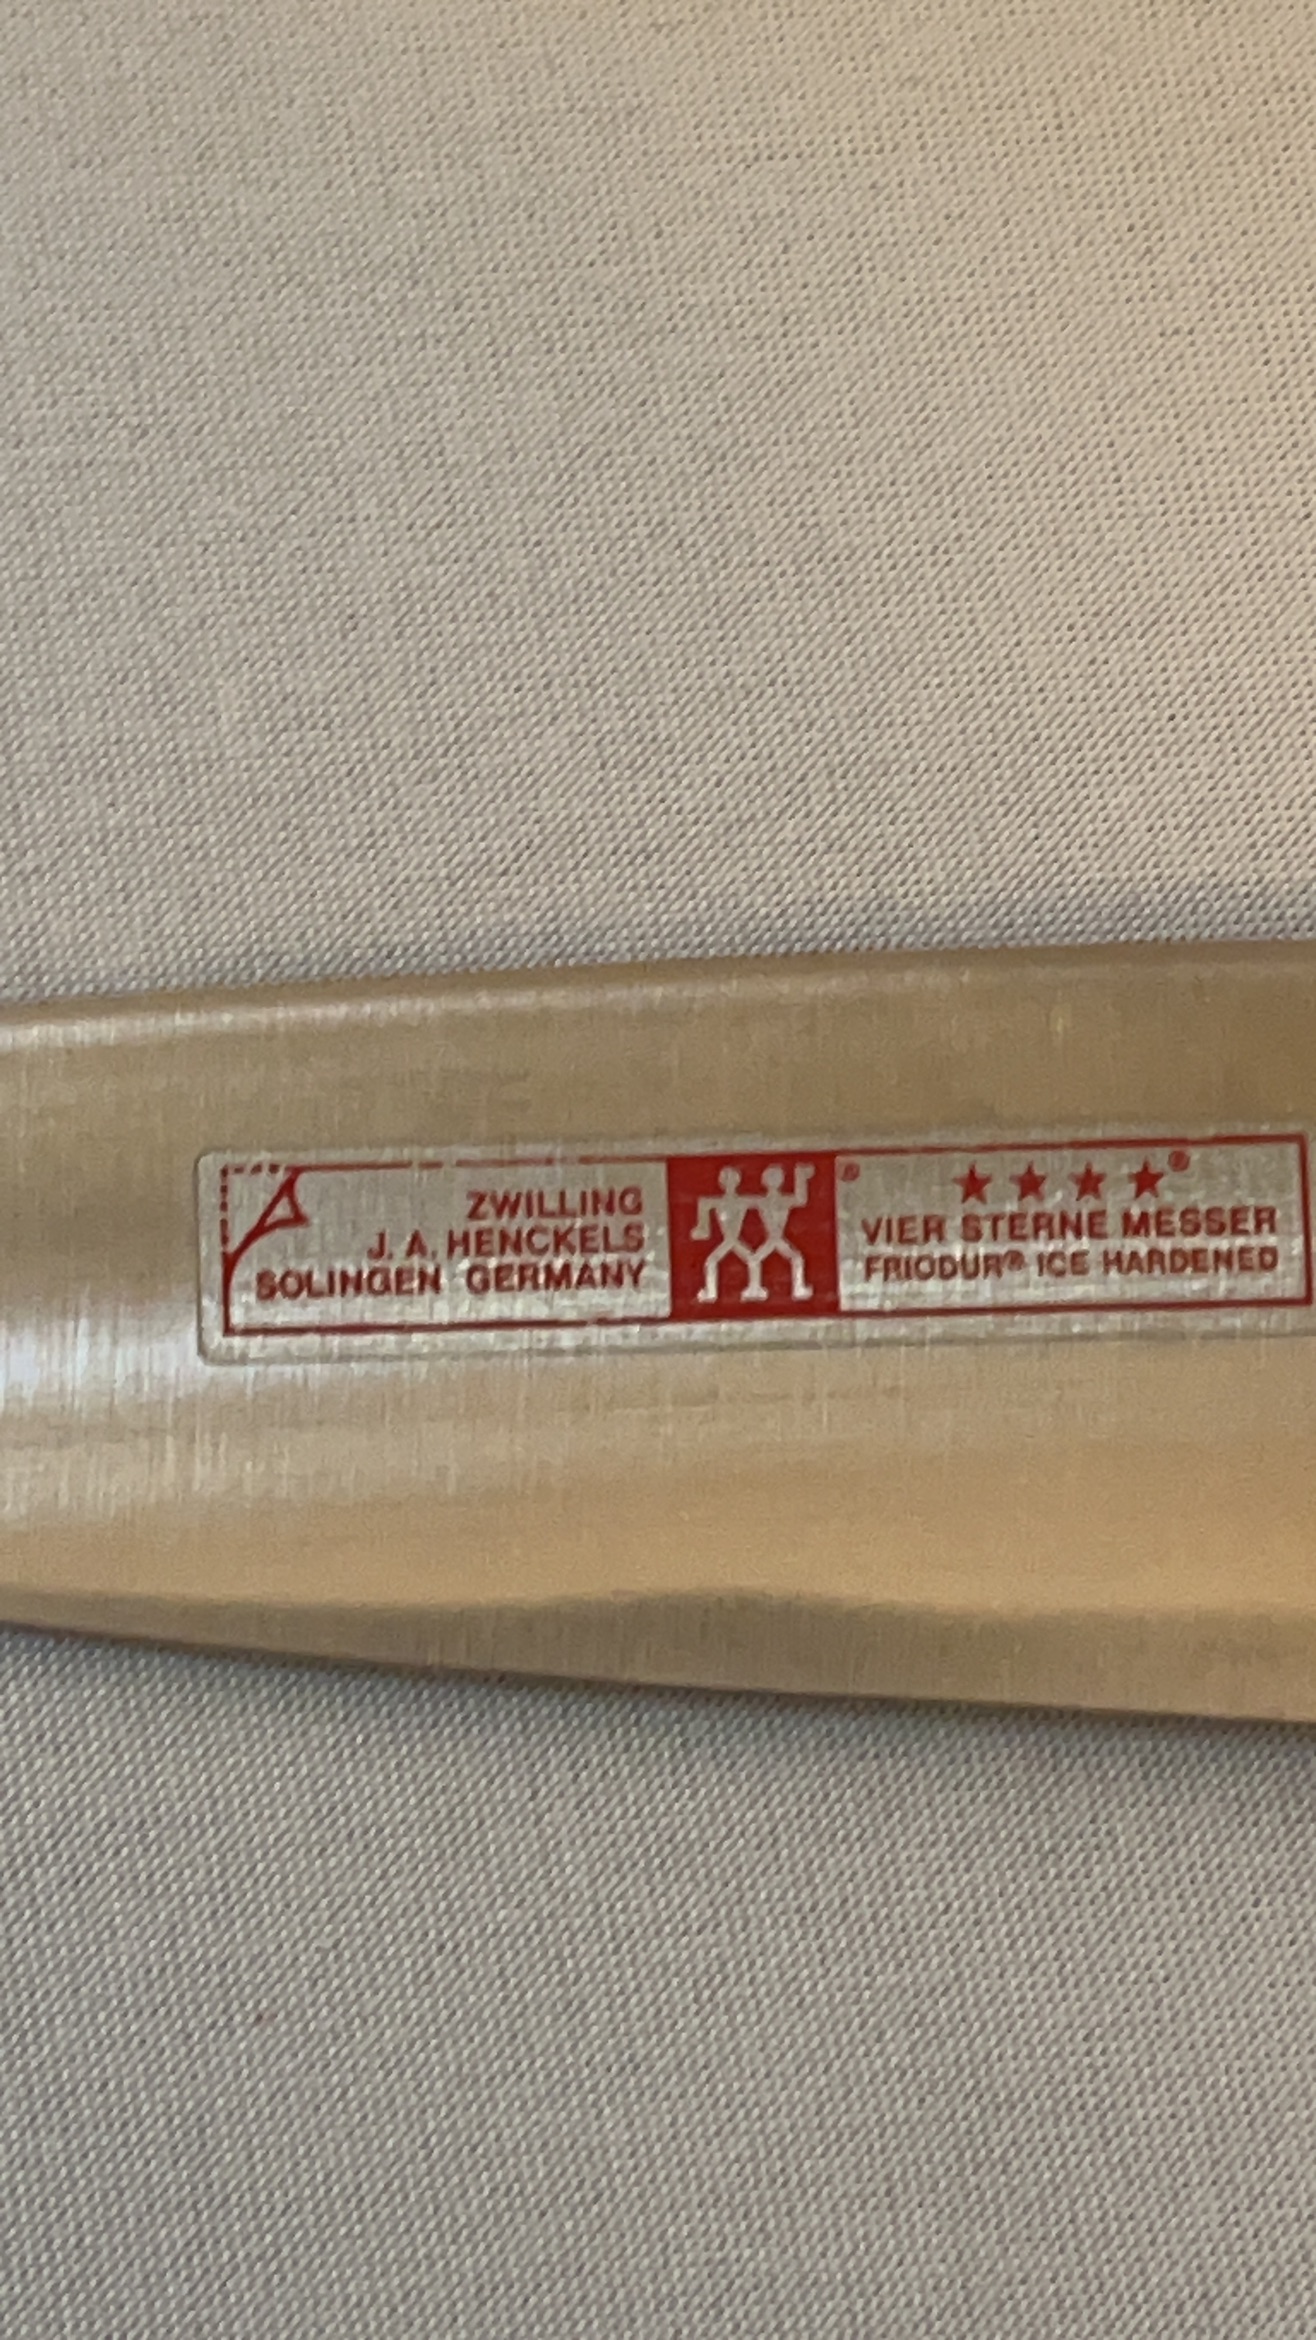 ZWILLING
J. A. HENCKELS
SOLINGEN GERMANY
®
★★★★®
VIER STERNE MESSER
FRIODUR® ICE HARDENED